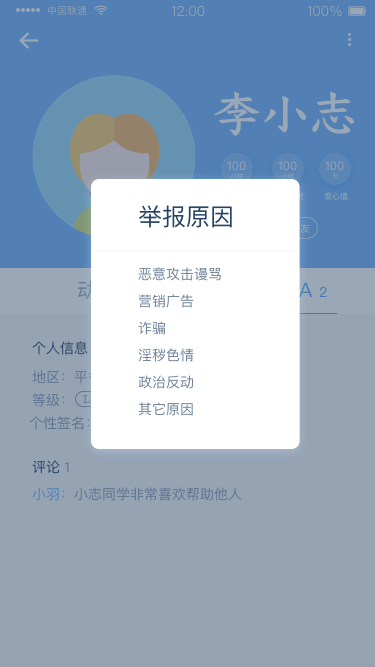 中国联通 12:00 100%
李小志
100 100 100
分
爱心值
友
举报原因
恶意攻击谩骂
营销广告
诈骗
淫秽色情
政治反动
其它原因
动
A 2
个人信息
地区：平
等级：
个性签名：
评论 1
小羽：小志同学非常喜欢帮助他人